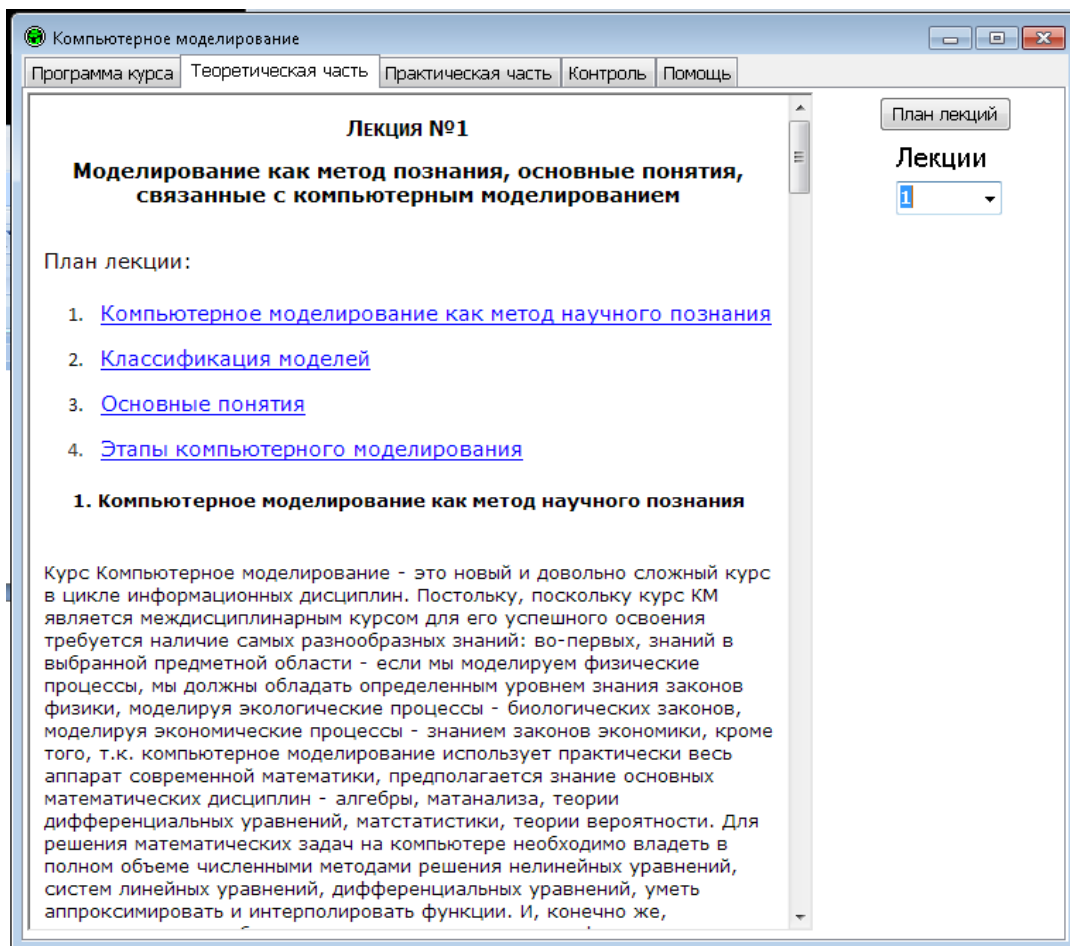 Компьютерное моделирование
Программа курса Теоретическая часть Практическая часть Контроль Помощь
Лекция №1
Моделирование как метод познания, основные понятия,
связанные с компьютерным моделированием
План лекции:
1. Компьютерное моделирование как метод научного познания
2. Классификация моделей
3. Основные понятия
4. Этапы компьютерного моделирования
1. Компьютерное моделирование как метод научного познания
Курс Компьютерное моделирование - это новый и довольно сложный курс
в цикле информационных дисциплин. Постольку, поскольку курс КМ
является междисциплинарным курсом для его успешного освоения
требуется наличие самых разнообразных знаний: во-первых, знаний в
выбранной предметной области - если мы моделируем физические
процессы, мы должны обладать определенным уровнем знания законов
физики, моделируя экологические процессы - биологических законов,
моделируя экономические процессы - знанием законов экономики, кроме
того, т.к. компьютерное моделирование использует практически весь
аппарат современной математики, предполагается знание основных
математических дисциплин - алгебры, матанализа, теории
дифференциальных уравнений, матстатистики, теории вероятности. Для
решения математических задач на компьютере необходимо владеть в
полном объеме численными методами решения нелинейных уравнений,
систем линейных уравнений, дифференциальных уравнений, уметь
аппроксимировать и интерполировать функции. И, конечно же,
План лекций
Лекции
1